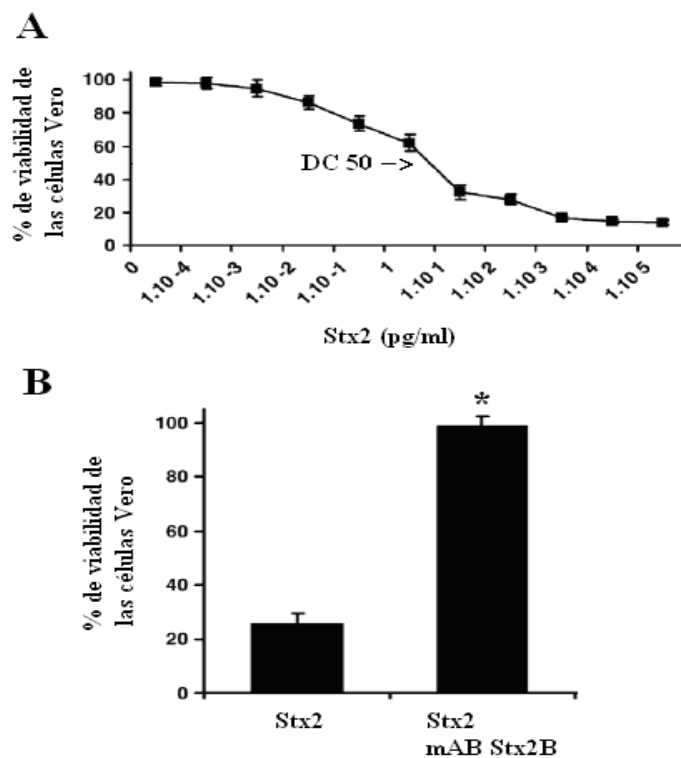 A
% de viabilidad de
las células Vero
100
80
60
40
20
0
DC 50 –>
0
1.10 -4
1.10 -3
1.10 -2
1.10 -1
1
1.10 1
1.10 2
1.10 3
1.10 4
1.10 5
Stx2 (pg/ml)
B
% de viabilidad de
las células Vero
100
80
60
40
20
0
*
Stx2
Stx2
mAB Stx2B